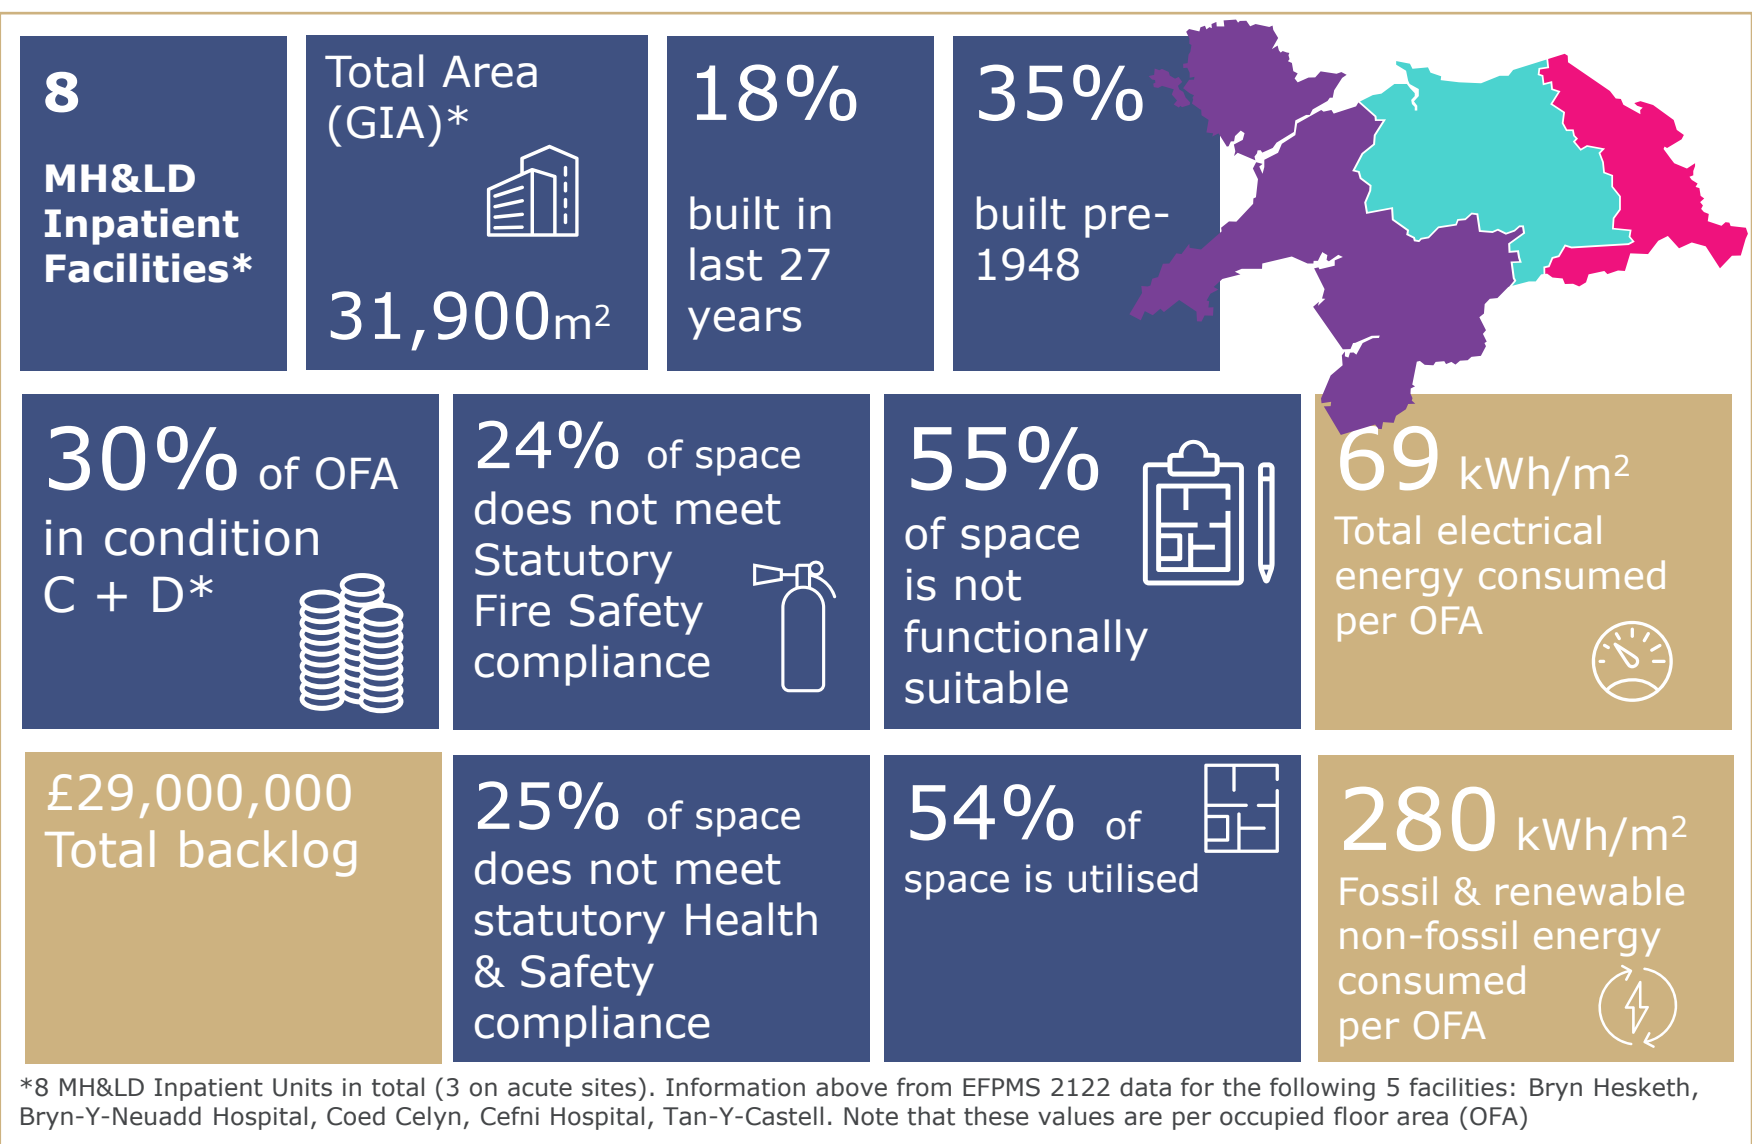 8
MH&LD
Inpatient
Facilities*
Total Area
(GIA)*
31,900m²
18%
built in
last 27
years
35%
built pre-
1948
30% of OFA
in condition
C + D*
24% of space
does not meet
Statutory
Fire Safety
compliance
55%
of space
is not
functionally
suitable
69 kWh/m²
Total electrical
energy consumed
per OFA
£29,000,000
Total backlog
25% of space
does not meet
statutory Health
& Safety
compliance
54% of
space is utilised
280 kWh/m²
Fossil & renewable
non-fossil energy
consumed
per OFA
*8 MH&LD Inpatient Units in total (3 on acute sites). Information above from EFPMS 2122 data for the following 5 facilities: Bryn Hesketh,
Bryn-Y-Neuadd Hospital, Coed Celyn, Cefni Hospital, Tan-Y-Castell. Note that these values are per occupied floor area (OFA)